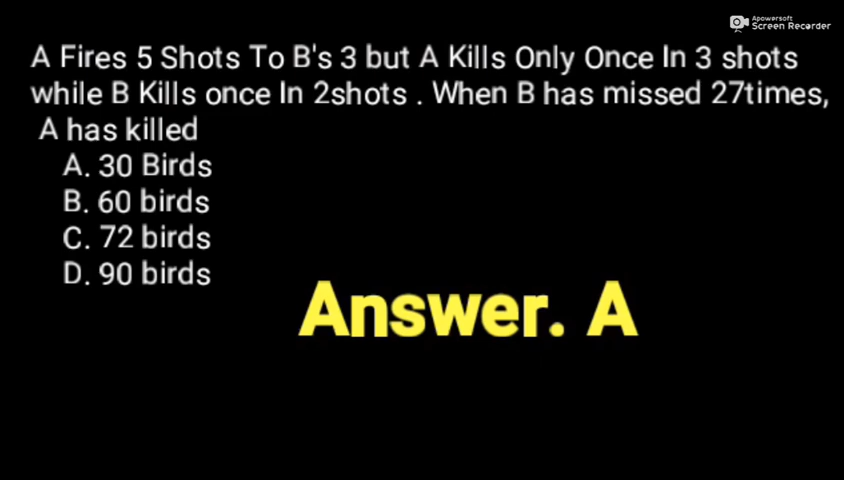 Apowersoft
Screen Recorder
A Fires 5 Shots To B's 3 but A Kills Only Once In 3 shots
while B Kills once In 2shots . When B has missed 27times,
A has killed
A. 30 Birds
B. 60 birds
C. 72 birds
D. 90 birds
Answer. A